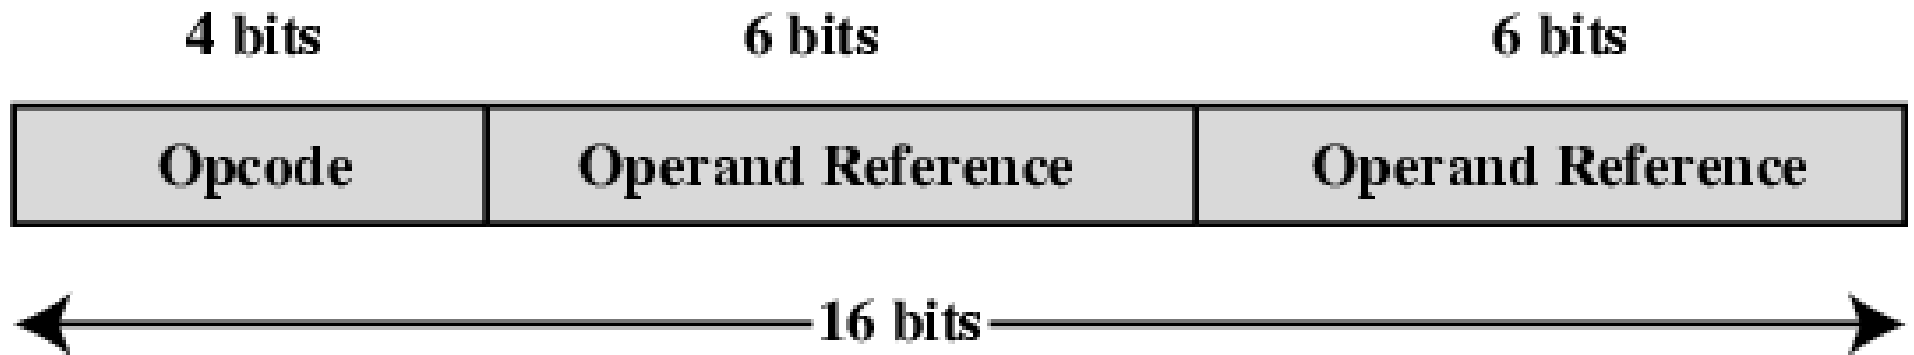 4 bits 6 bits 6 bits
Opcode Operand Reference Operand Reference
16 bits